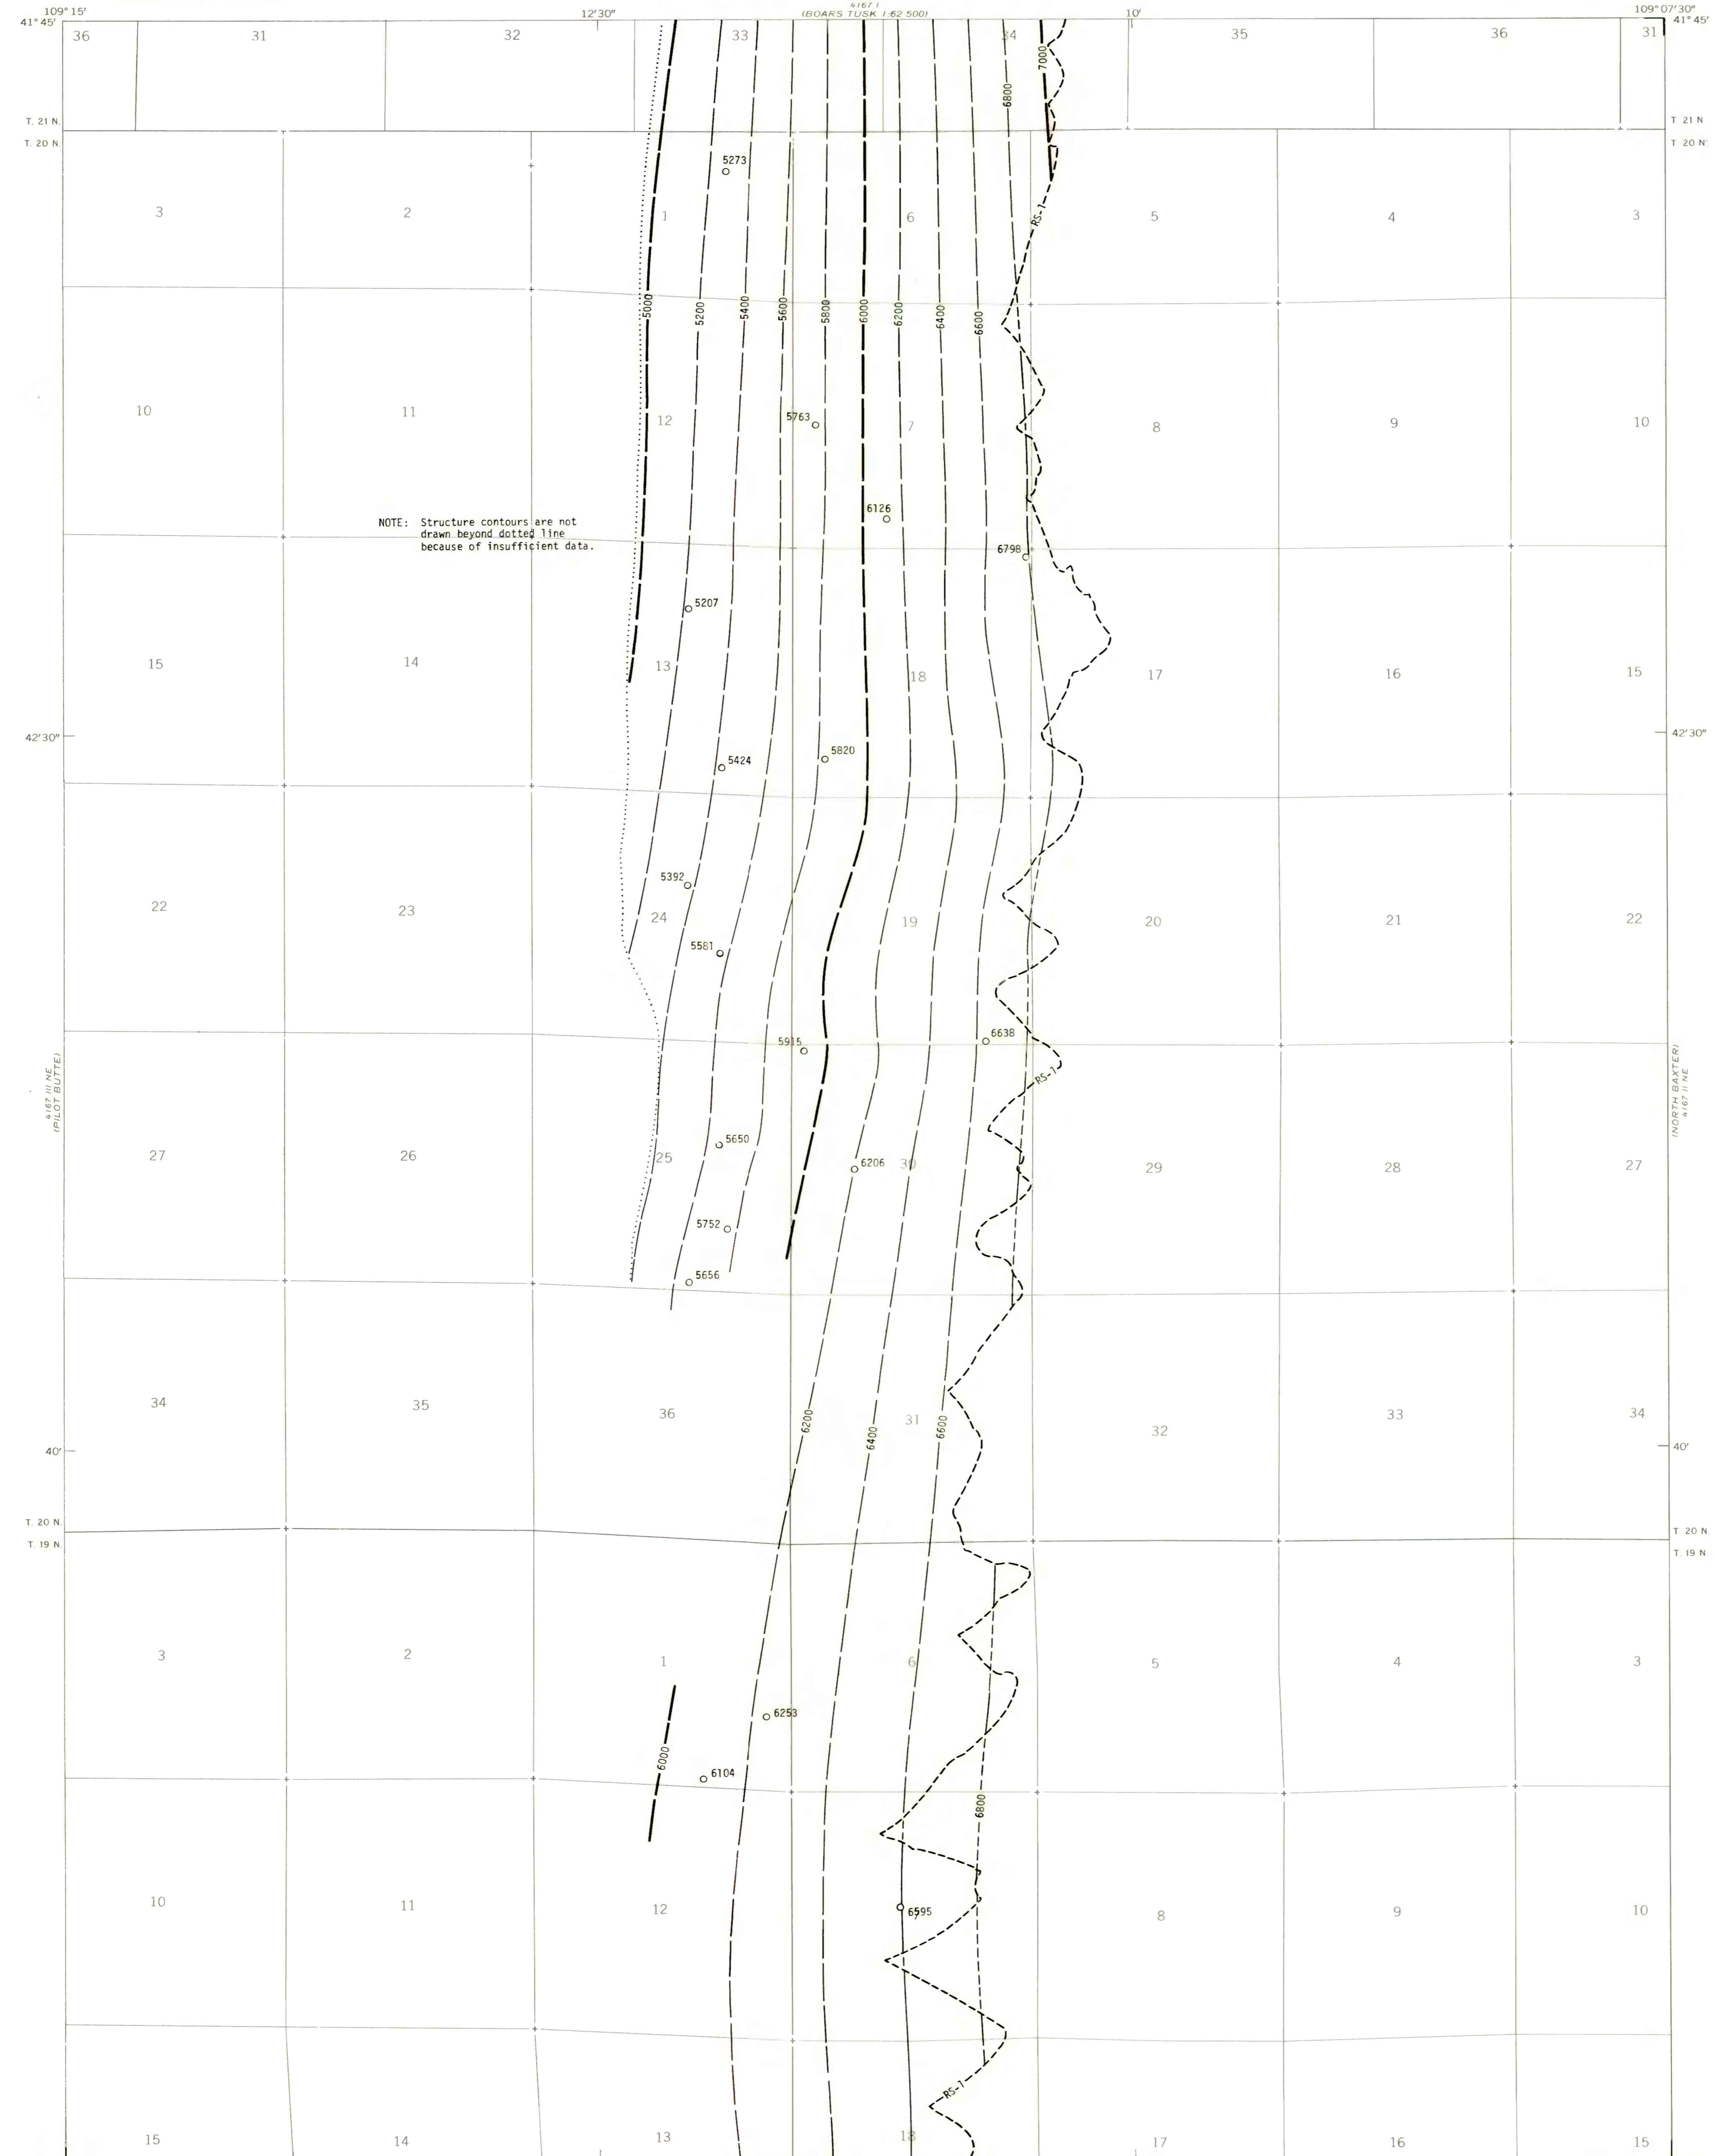 4167 I
109° 15′ 12′30″ (BOARS TUSK 1:62 500) 10′ 109° 07′ 30″
41° 45′ 41° 45′
36 31 32 33 34 35 36 31
7000
6800
T. 21 N. T. 21 N
T. 20 N. T 20 N
5273
3 2 1 6 5 4 3
RS-1
5000 5200 5400 5600 5800 6000 6200 6400 6600
10 11 12 5763 7 8 9 10
6126
NOTE: Structure contours are not
drawn beyond dotted line
because of insufficient data.
6798
5207
15 14 13 18 17 16 15
42′30″ 42′30″
5820
5424
5392
22 23 24 19 20 21 22
5581
5915 6638
4167 III NE
(PILOT BUTTE)
(NORTH BAXTER)
4167 II NE
RS-1
5650
27 26 25 6206 30 29 28 27
5752
5656
34 35 36 31 32 33 34
6200 6400 6600
40′ 40′
T. 20 N. T 20 N.
T. 19 N. T. 19 N
3 2 1 6 5 4 3
6253
6000
6104
6800
10 11 12 6595 7 8 9 10
RS-1
15 14 13 18 17 16 15